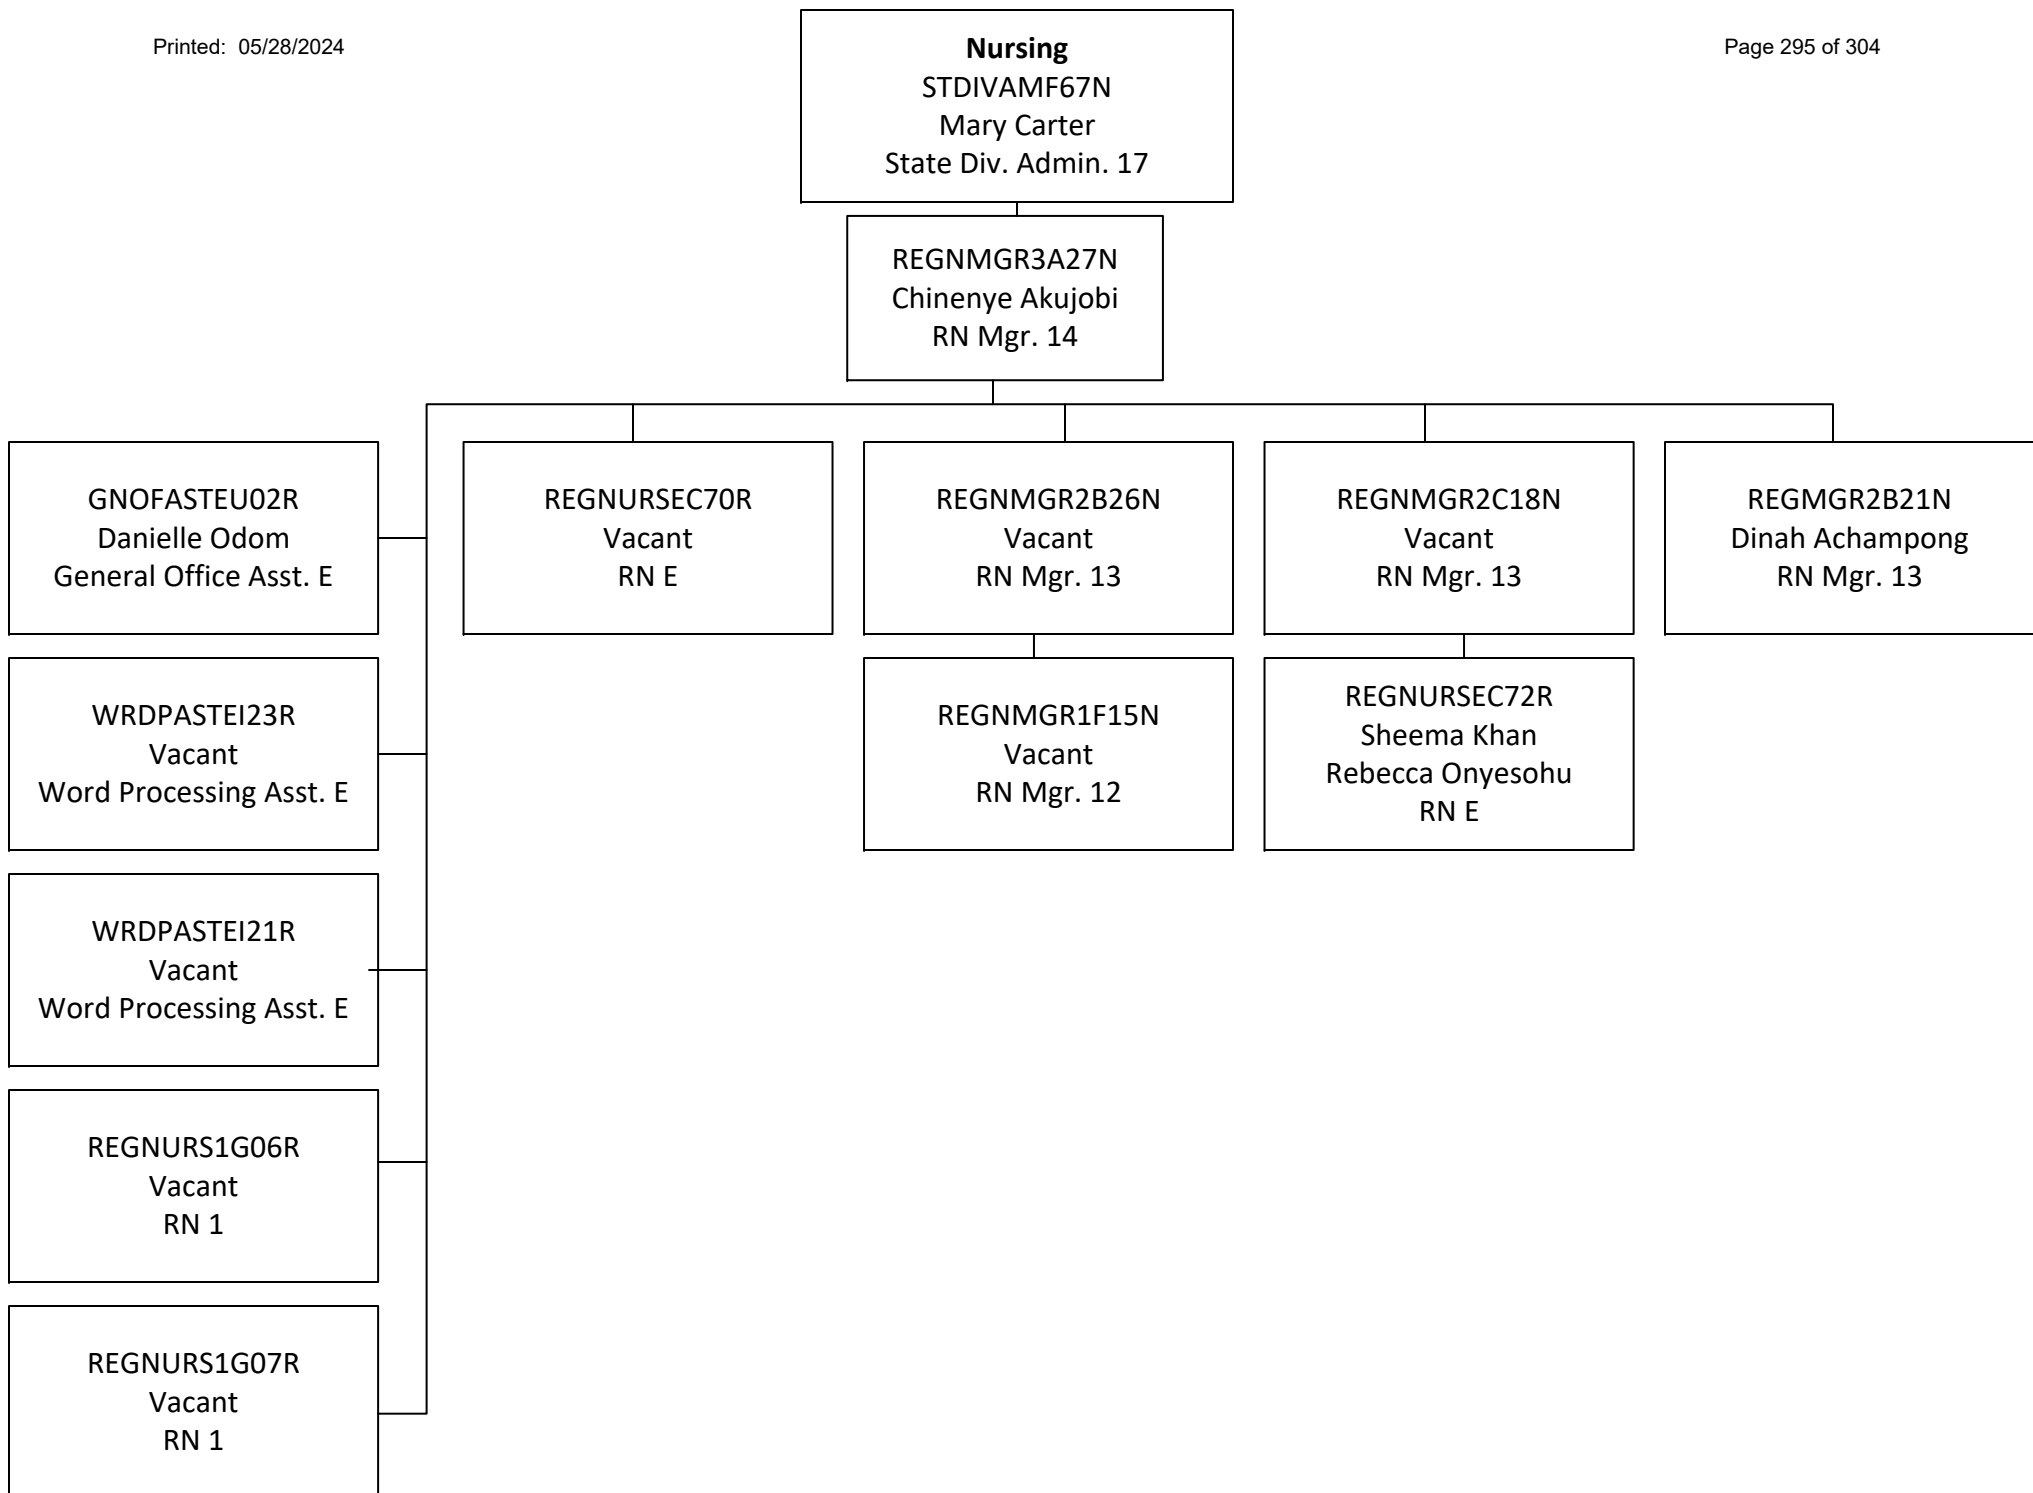 Printed: 05/28/2024
Page 295 of 304
Nursing
STDIVAMF67N
Mary Carter
State Div. Admin. 17
REGNMGR3A27N
Chinenye Akujobi
RN Mgr. 14
GNOFASTEU02R
Danielle Odom
General Office Asst. E
REGNURSEC70R
Vacant
RN E
REGNMGR2B26N
Vacant
RN Mgr. 13
REGNMGR2C18N
Vacant
RN Mgr. 13
REGMGR2B21N
Dinah Achampong
RN Mgr. 13
WRDPASTEI23R
Vacant
Word Processing Asst. E
REGNMGR1F15N
Vacant
RN Mgr. 12
REGNURSEC72R
Sheema Khan
Rebecca Onyesohu
RN E
WRDPASTEI21R
Vacant
Word Processing Asst. E
REGNURS1G06R
Vacant
RN 1
REGNURS1G07R
Vacant
RN 1